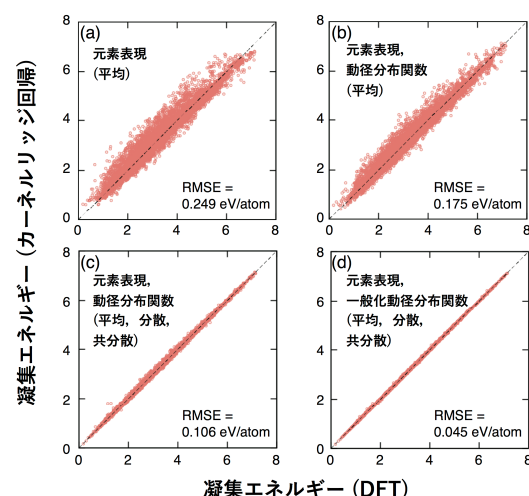 凝集エネルギー (カーネルリッジ回帰)
8
6
4
2
0
(a)
元素表現
(平均)
RMSE =
0.249 eV/atom
0 2 4 6 8
8
6
4
2
0
(b)
元素表現,
動径分布関数
(平均)
RMSE =
0.175 eV/atom
0 2 4 6 8
8
6
4
2
0
(c)
元素表現,
動径分布関数
(平均, 分散,
共分散)
RMSE =
0.106 eV/atom
0 2 4 6 8
8
6
4
2
0
(d)
元素表現,
一般化動径分布関数
(平均, 分散,
共分散)
RMSE =
0.045 eV/atom
0 2 4 6 8
凝集エネルギー (DFT)